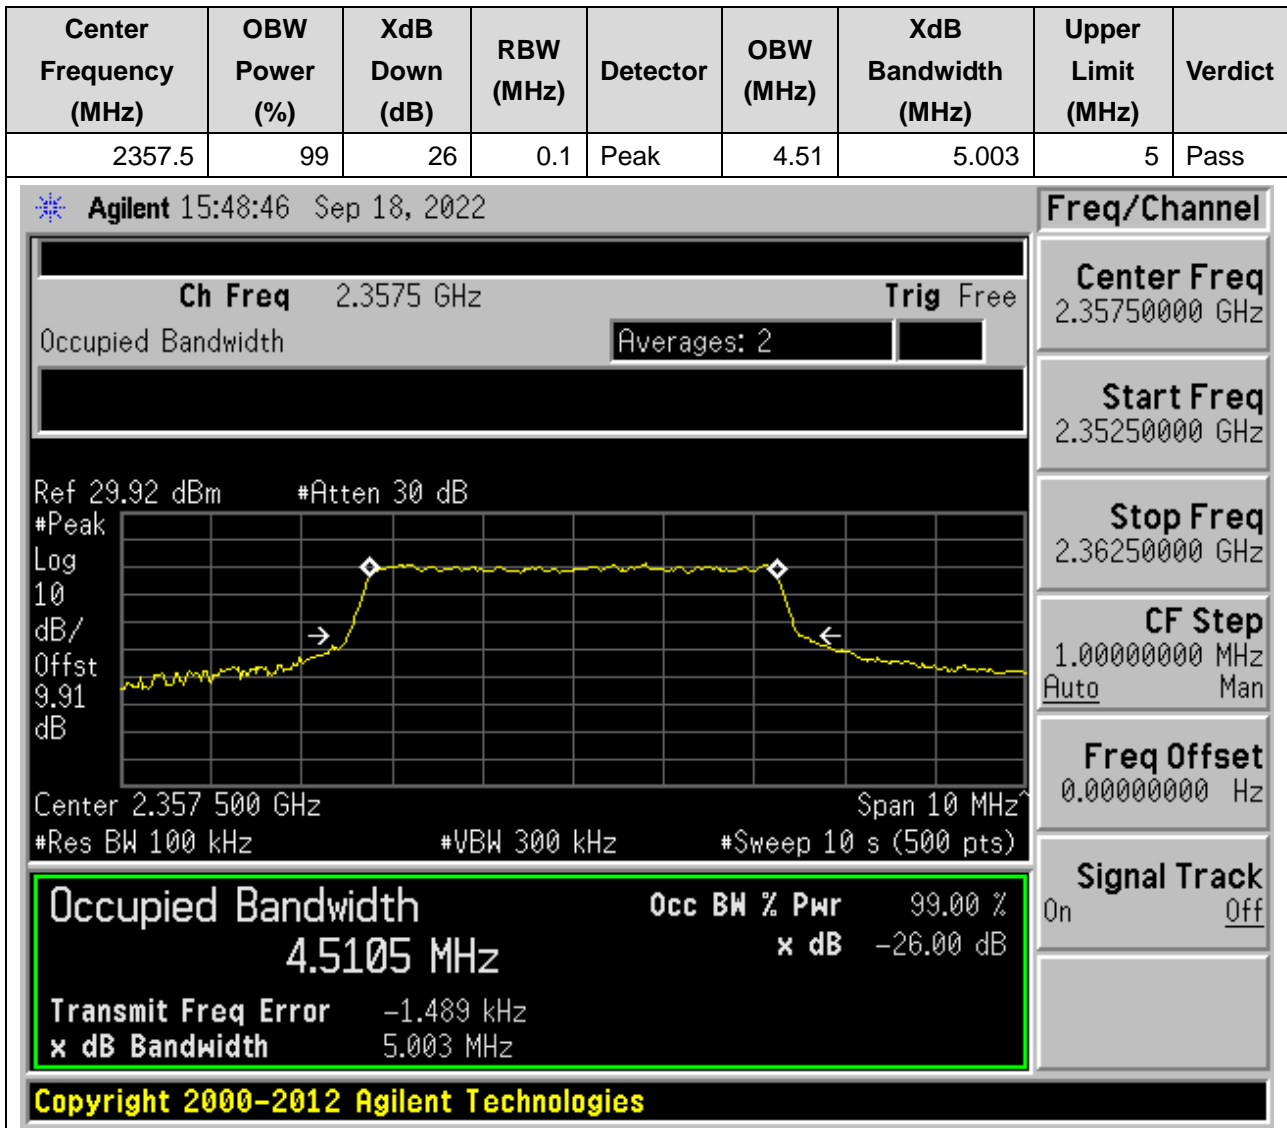 Center Frequency (MHz) OBW Power (%) XdB Down (dB) RBW (MHz) Detector OBW (MHz) XdB Bandwidth (MHz) Upper Limit (MHz) Verdict
2357.5 99 26 0.1 Peak 4.51 5.003 5 Pass
Agilent 15:48:46 Sep 18, 2022
Freq/Channel
Ch Freq 2.3575 GHz Trig Free
Occupied Bandwidth Averages: 2
Center Freq
2.35750000 GHz
Start Freq
2.35250000 GHz
Stop Freq
2.36250000 GHz
CF Step
1.00000000 MHz
Auto Man
Freq Offset
0.00000000 Hz
Signal Track
On Off
Ref 29.92 dBm #Atten 30 dB
#Peak
Log
10
dB/
Offst
9.91
dB
Center 2.357 500 GHz Span 10 MHz^
#Res BW 100 kHz #VBW 300 kHz #Sweep 10 s (500 pts)
Occupied Bandwidth
4.5105 MHz
Occ BW % Pwr 99.00 %
x dB -26.00 dB
Transmit Freq Error -1.489 kHz
x dB Bandwidth 5.003 MHz
Copyright 2000-2012 Agilent Technologies